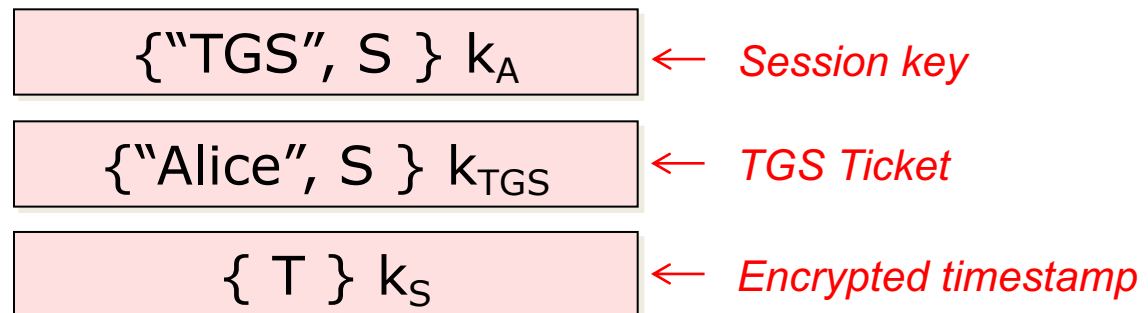 {“TGS”, S } kA ← Session key
{“Alice”, S } kTGS ← TGS Ticket
{ T } kS ← Encrypted timestamp